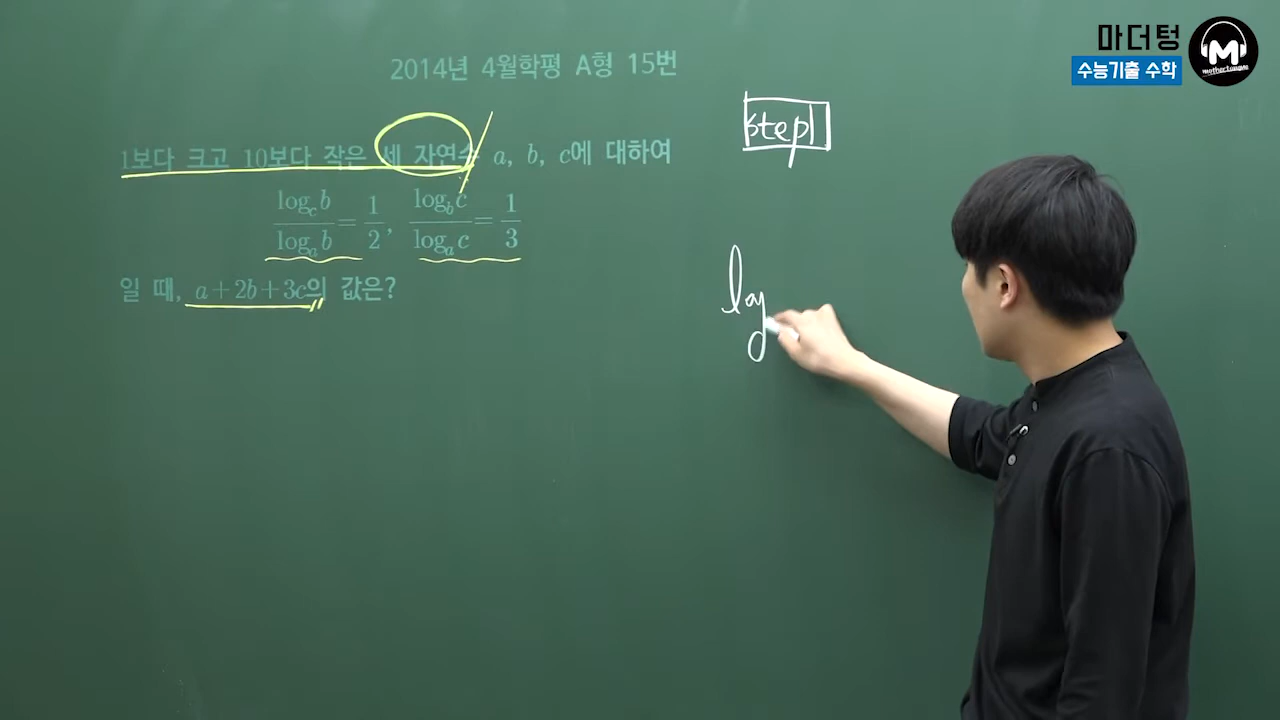 마더텅
수능기출 수학
M
mothertongue
2014년 4월학평 A형 15번
step1
1보다 크고 10보다 작은 세 자연수 a, b, c에 대하여
log_c b / log_a b = 1/2, log_b c / log_a c = 1/3
일 때, a+2b+3c의 값은?
log